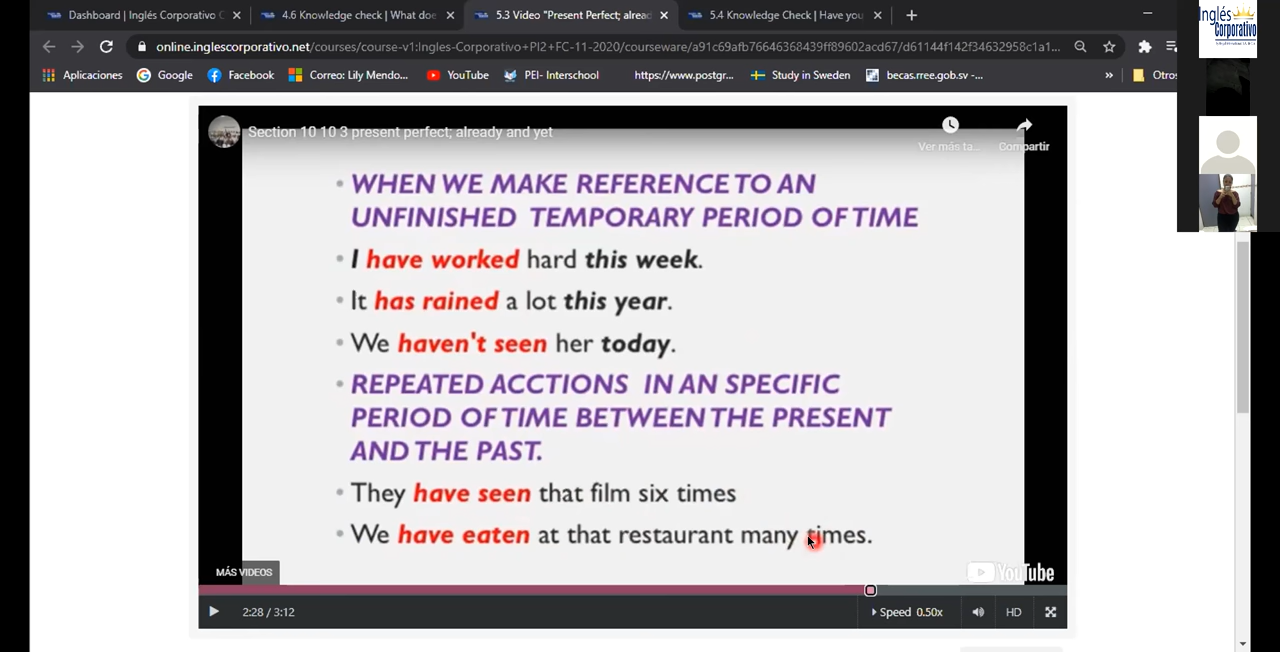 Dashboard | Inglés Corporativo C
4.6 Knowledge check | What doe
5.3 Video "Present Perfect; alread
5.4 Knowledge Check | Have you
online.inglescorporativo.net/courses/course-v1:Ingles-Corporativo+PI2+FC-11-2020/courseware/a91c69afb76646368439ff89602acd67/d61144f142f34632958c1a1...
Aplicaciones
Google
Facebook
Correo: Lily Mendo...
YouTube
PEI- Interschool
https://www.postgr...
Study in Sweden
becas.rree.gob.sv -...
»
Otros
Inglés
Corporativo
Section 10 10 3 present perfect; already and yet
Ver más ta...
Compartir
• WHEN WE MAKE REFERENCE TO AN
UNFINISHED TEMPORARY PERIOD OF TIME
• I have worked hard this week.
• It has rained a lot this year.
• We haven't seen her today.
• REPEATED ACCTIONS IN AN SPECIFIC
PERIOD OF TIME BETWEEN THE PRESENT
AND THE PAST.
• They have seen that film six times
• We have eaten at that restaurant many times.
MÁS VIDEOS
YouTube
2:28 / 3:12
Speed 0.50x
HD